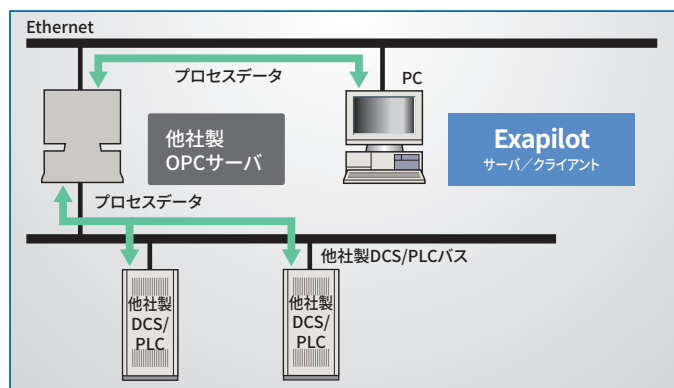 Ethernet
プロセスデータ
PC
他社製
OPCサーバ
Exapilot
サーバ／クライアント
プロセスデータ
他社製DCS/PLCバス
他社製
DCS/
PLC
他社製
DCS/
PLC